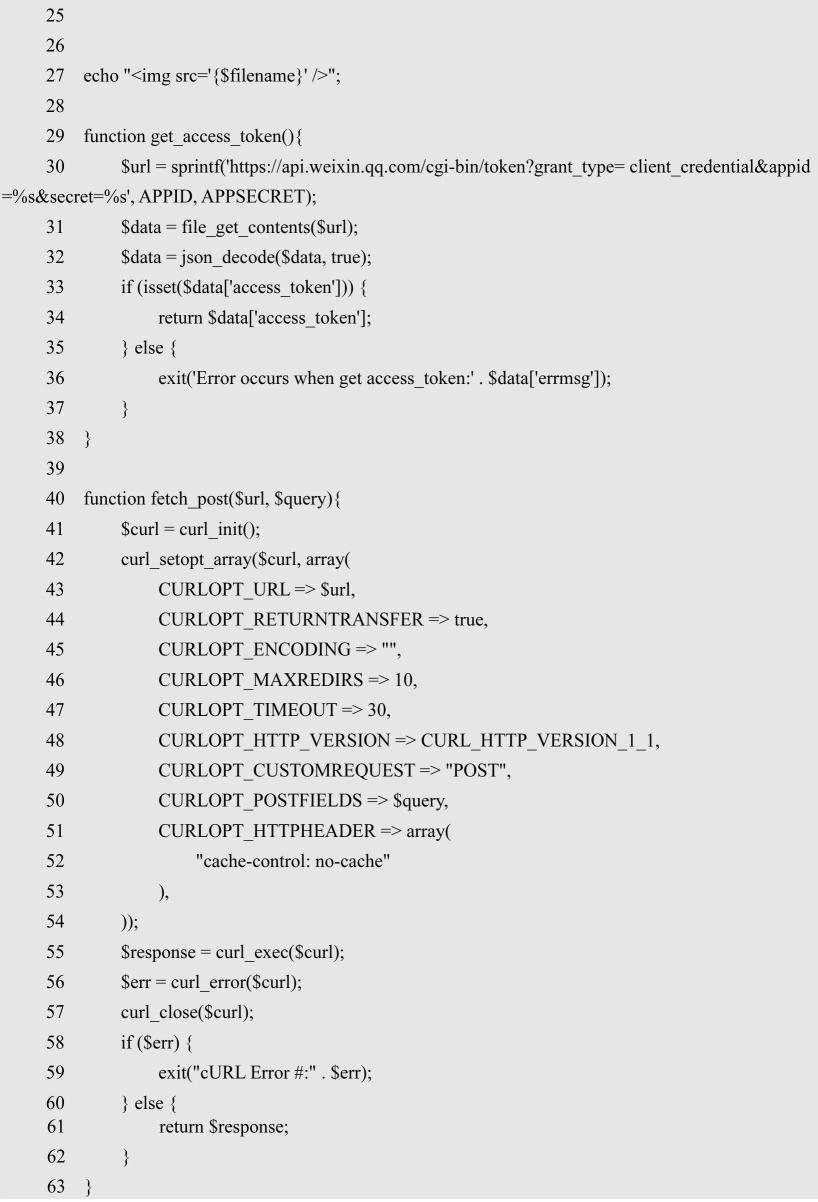 25
26
27 echo "<img src='{$filename}' />";
28
29 function get_access_token(){
30 $url = sprintf('https://api.weixin.qq.com/cgi-bin/token?grant_type= client_credential&appid
=%s&secret=%s', APPID, APPSECRET);
31 $data = file_get_contents($url);
32 $data = json_decode($data, true);
33 if (isset($data['access_token'])) {
34 return $data['access_token'];
35 } else {
36 exit('Error occurs when get access_token:' . $data['errmsg']);
37 }
38 }
39
40 function fetch_post($url, $query){
41 $curl = curl_init();
42 curl_setopt_array($curl, array(
43 CURLOPT_URL => $url,
44 CURLOPT_RETURNTRANSFER => true,
45 CURLOPT_ENCODING => "",
46 CURLOPT_MAXREDIRS => 10,
47 CURLOPT_TIMEOUT => 30,
48 CURLOPT_HTTP_VERSION => CURL_HTTP_VERSION_1_1,
49 CURLOPT_CUSTOMREQUEST => "POST",
50 CURLOPT_POSTFIELDS => $query,
51 CURLOPT_HTTPHEADER => array(
52 "cache-control: no-cache"
53 ),
54 ));
55 $response = curl_exec($curl);
56 $err = curl_error($curl);
57 curl_close($curl);
58 if ($err) {
59 exit("cURL Error #:" . $err);
60 } else {
61 return $response;
62 }
63 }